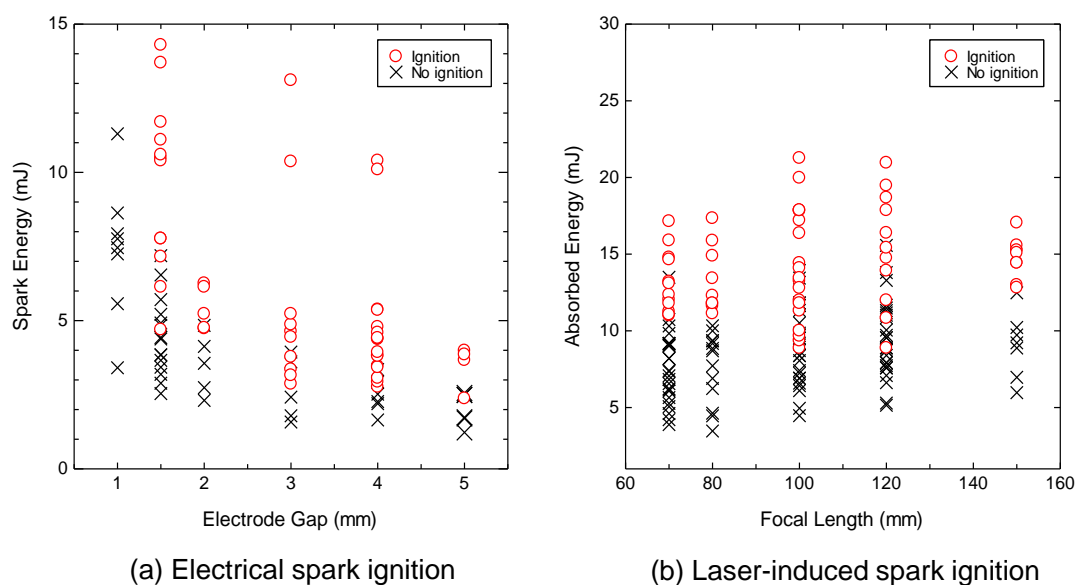 15
10
5
0
Spark Energy (mJ)
Ignition
No ignition
1 2 3 4 5
Electrode Gap (mm)
(a) Electrical spark ignition
30
25
20
15
10
5
Absorbed Energy (mJ)
Ignition
No ignition
60 80 100 120 140 160
Focal Length (mm)
(b) Laser-induced spark ignition